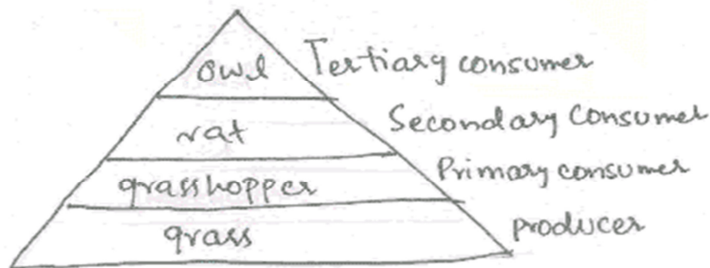 owl Tertiary consumer
rat Secondary Consumer
grasshopper Primary consumer
grass producer